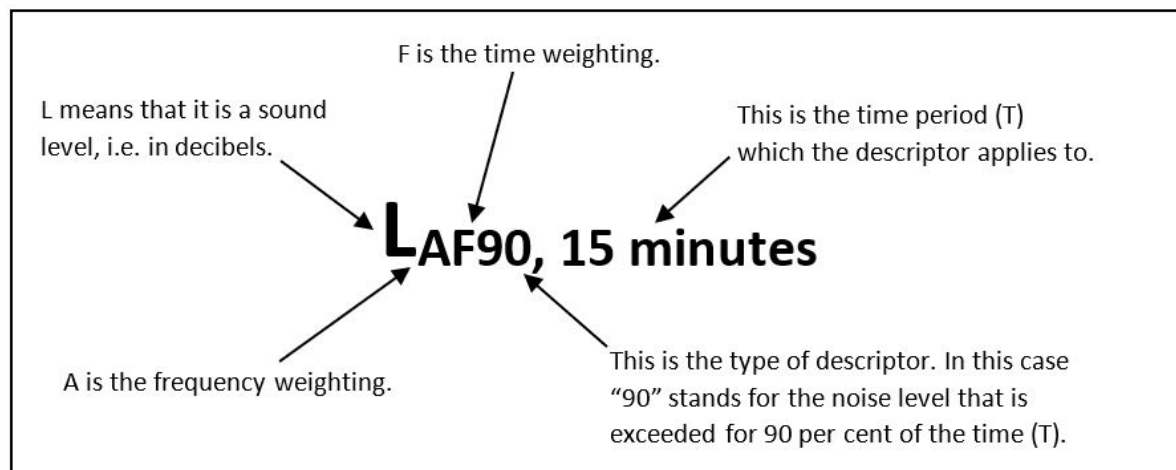 F is the time weighting.
L means that it is a sound
level, i.e. in decibels.
This is the time period (T)
which the descriptor applies to.
LAF90, 15 minutes
A is the frequency weighting.
This is the type of descriptor. In this case
“90” stands for the noise level that is
exceeded for 90 per cent of the time (T).